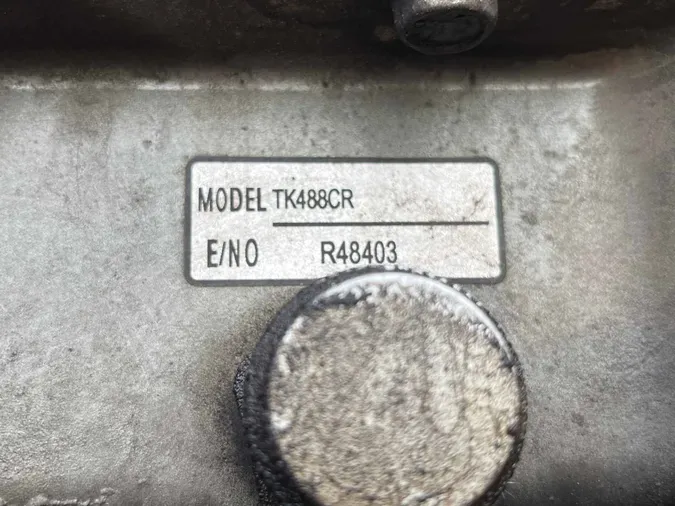 MODEL TK488CR
E/NO R48403